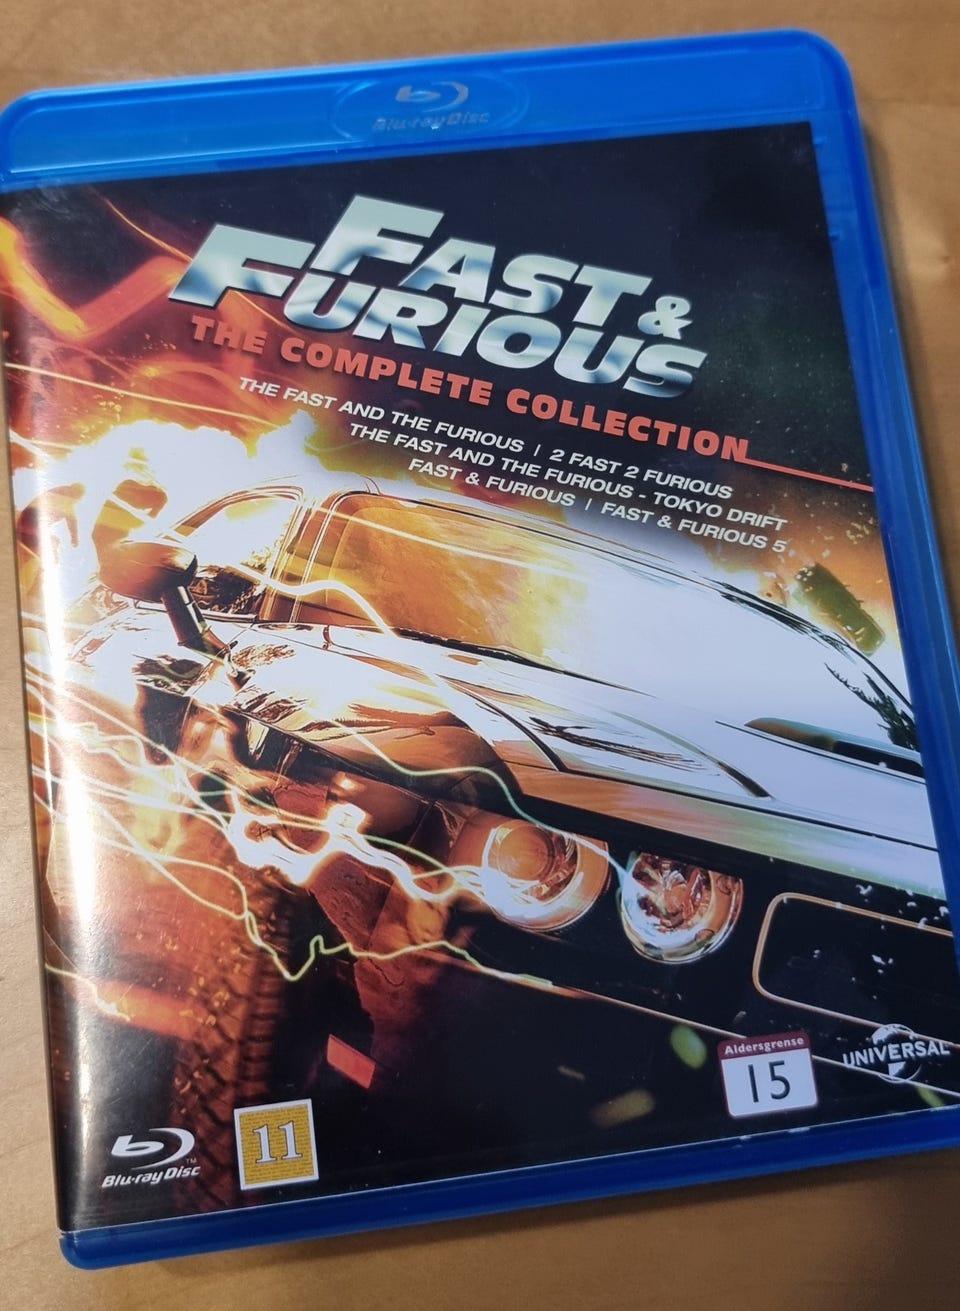 Blu-ray Disc
FAST &
FURIOUS
THE COMPLETE COLLECTION
THE FAST AND THE FURIOUS | 2 FAST 2 FURIOUS
THE FAST AND THE FURIOUS - TOKYO DRIFT
FAST & FURIOUS | FAST & FURIOUS 5
Aldersgrense
15
UNIVERSAL
11
Blu-ray Disc™